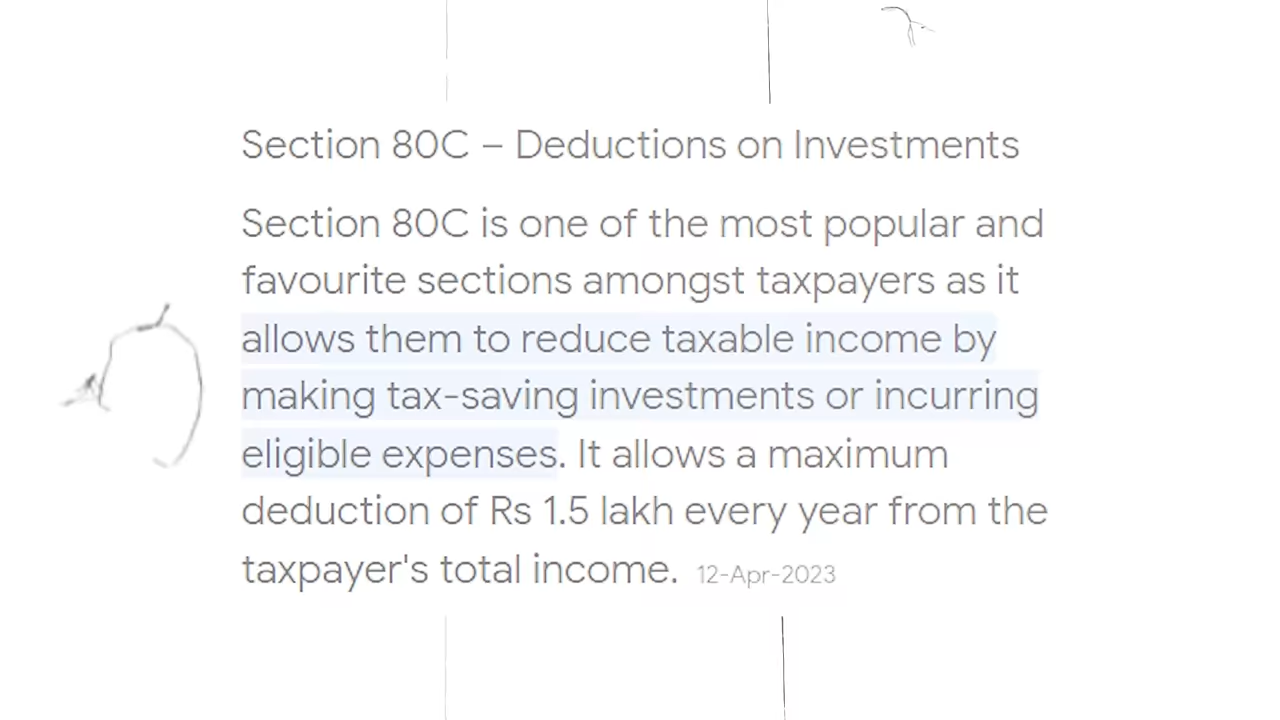 Section 80C – Deductions on Investments
Section 80C is one of the most popular and
favourite sections amongst taxpayers as it
allows them to reduce taxable income by
making tax-saving investments or incurring
eligible expenses. It allows a maximum
deduction of Rs 1.5 lakh every year from the
taxpayer's total income. 12-Apr-2023